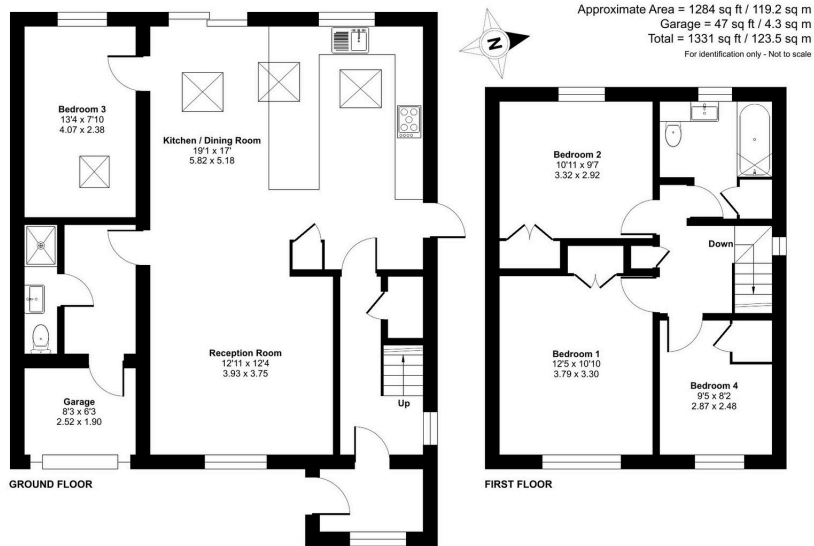 Approximate Area = 1284 sq ft / 119.2 sq m
Garage = 47 sq ft / 4.3 sq m
Total = 1331 sq ft / 123.5 sq m
For identification only - Not to scale
N
Bedroom 3
13'4 x 7'10
4.07 x 2.38
Kitchen / Dining Room
19'1 x 17'
5.82 x 5.18
Reception Room
12'11 x 12'4
3.93 x 3.75
Up
Garage
8'3 x 6'3
2.52 x 1.90
GROUND FLOOR
Bedroom 2
10'11 x 9'7
3.32 x 2.92
Down
Bedroom 1
12'5 x 10'10
3.79 x 3.30
Bedroom 4
9'5 x 8'2
2.87 x 2.48
FIRST FLOOR